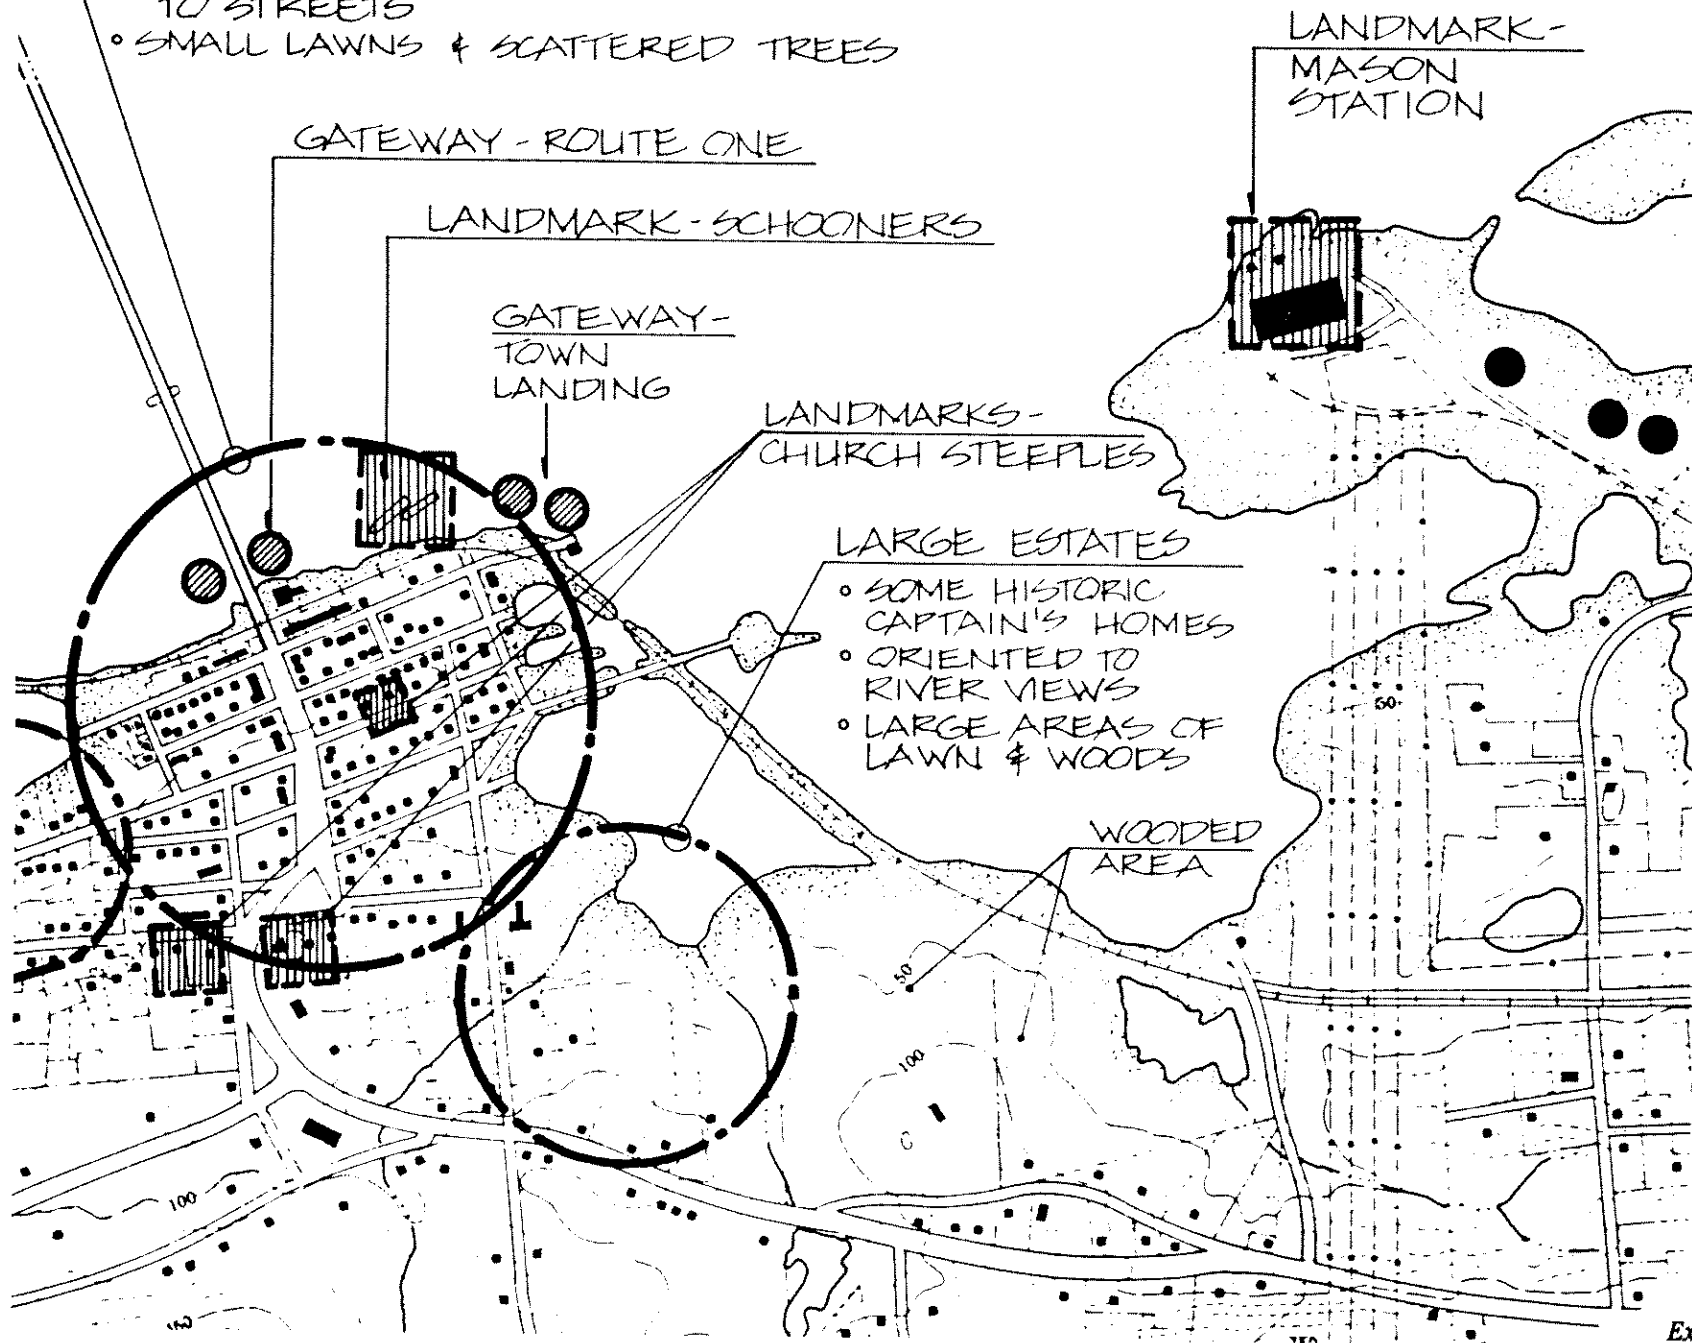 TO STREETS
° SMALL LAWNS & SCATTERED TREES
LANDMARK-
MASON
STATION
GATEWAY - ROUTE ONE
LANDMARK - SCHOONERS
GATEWAY-
TOWN
LANDING
LANDMARKS-
CHURCH STEEPLES
LARGE ESTATES
° SOME HISTORIC
CAPTAIN'S HOMES
° ORIENTED TO
RIVER VIEWS
° LARGE AREAS OF
LAWN & WOODS
WOODED
AREA
50
50
100
C
100
Ex